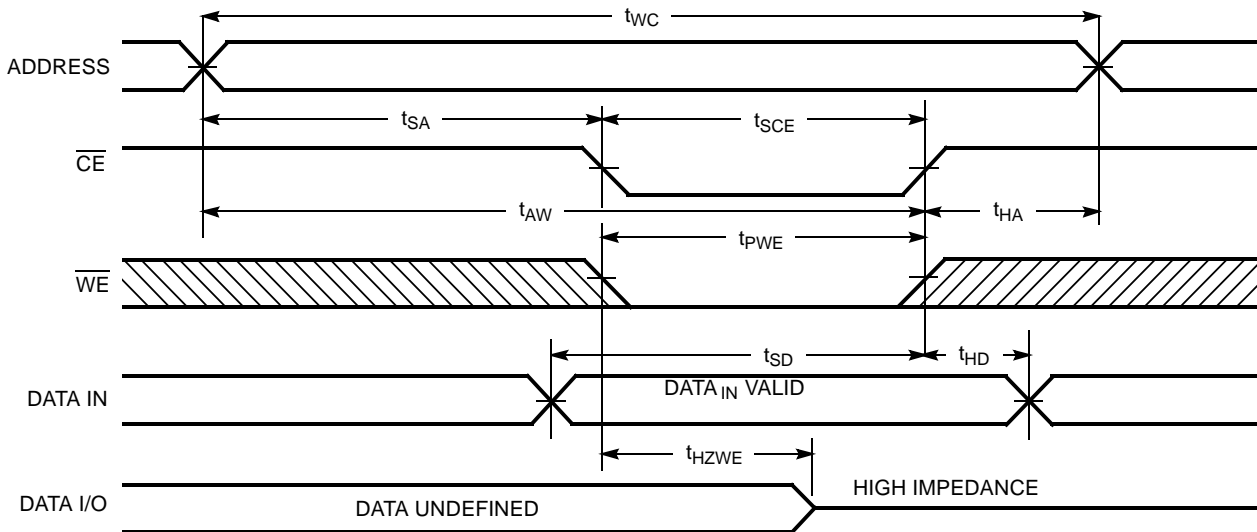 tWC
ADDRESS
tSA
tSCE
CE
tAW
tHA
tPWE
WE
tSD
tHD
DATA IN
DATA IN VALID
tHZWE
DATA I/O
DATA UNDEFINED
HIGH IMPEDANCE